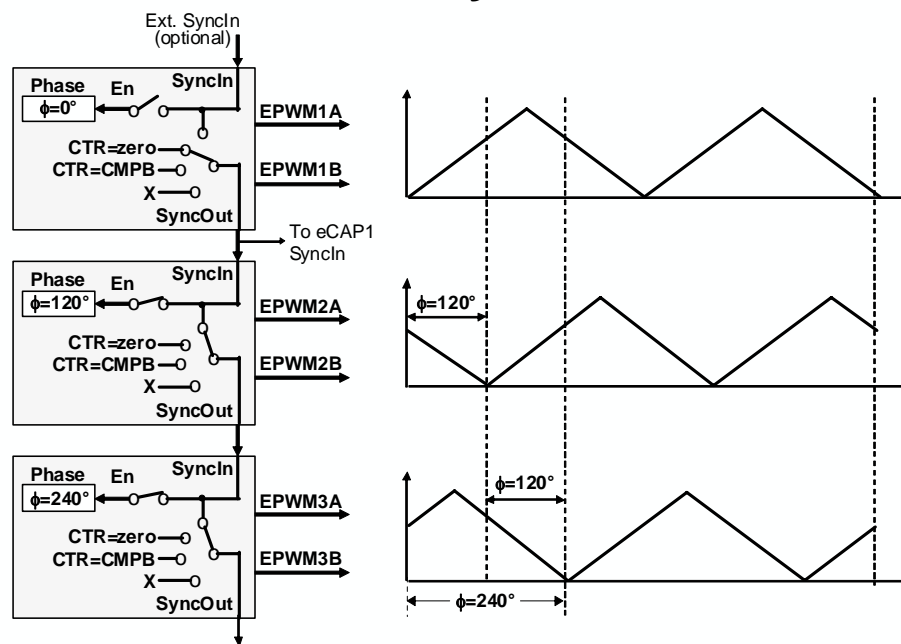 Ext. SyncIn
(optional)
SyncIn
Phase
En
φ=0°
EPWM1A
CTR=zero
CTR=CMPB
EPWM1B
X
SyncOut
To eCAP1
SyncIn
SyncIn
Phase
En
φ=120°
EPWM2A
CTR=zero
CTR=CMPB
EPWM2B
X
SyncOut
φ=120°
SyncIn
Phase
En
φ=240°
EPWM3A
CTR=zero
CTR=CMPB
EPWM3B
X
SyncOut
φ=120°
φ=240°